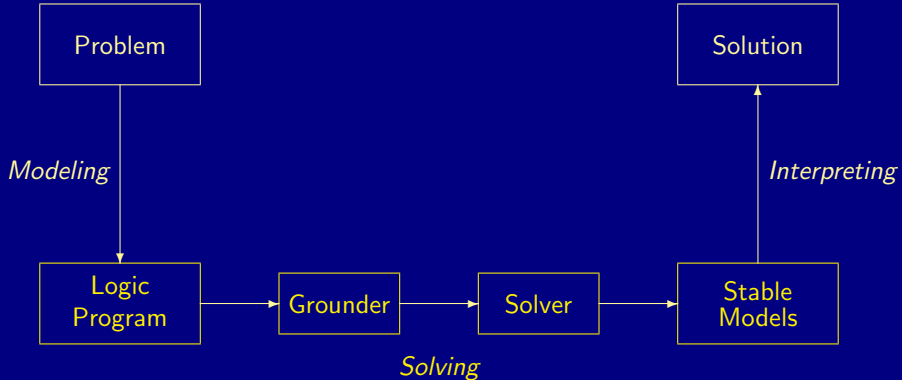 Problem
Solution
Modeling
Interpreting
Logic
Program
Grounder
Solver
Stable
Models
Solving